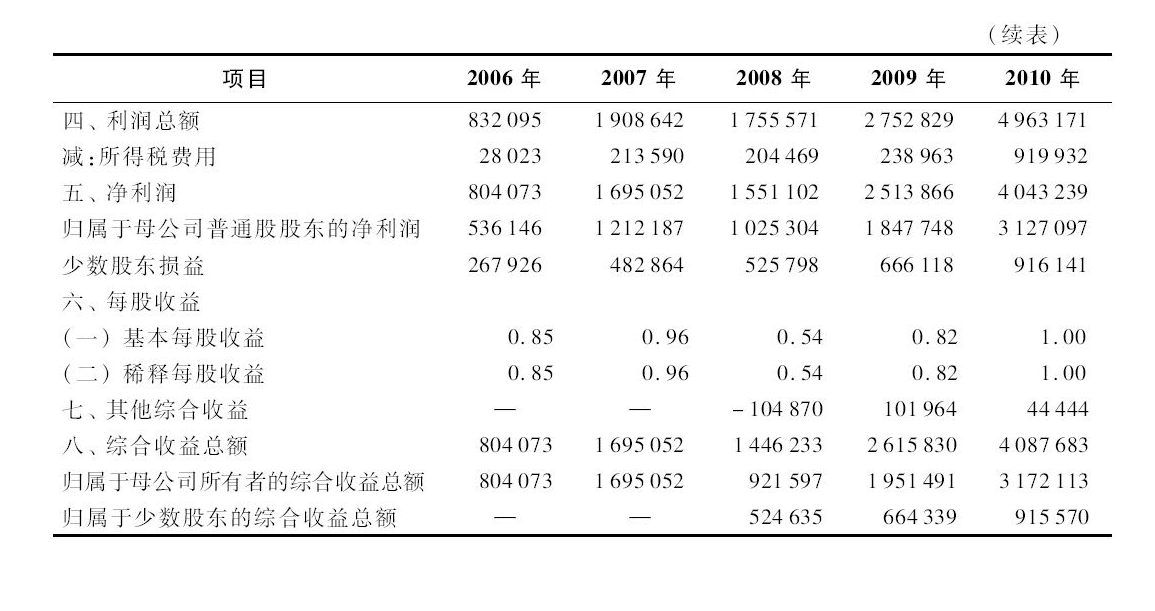 （续表）
项目 2006 年 2007 年 2008 年 2009 年 2010 年
四、利润总额 832 095 1 908 642 1 755 571 2 752 829 4 963 171
减:所得税费用 28 023 213 590 204 469 238 963 919 932
五、净利润 804 073 1 695 052 1 551 102 2 513 866 4 043 239
归属于母公司普通股股东的净利润 536 146 1 212 187 1 025 304 1 847 748 3 127 097
少数股东损益 267 926 482 864 525 798 666 118 916 141
六、每股收益
(一) 基本每股收益 0.85 0.96 0.54 0.82 1.00
(二) 稀释每股收益 0.85 0.96 0.54 0.82 1.00
七、其他综合收益 — — -104 870 101 964 44 444
八、综合收益总额 804 073 1 695 052 1 446 233 2 615 830 4 087 683
归属于母公司所有者的综合收益总额 804 073 1 695 052 921 597 1 951 491 3 172 113
归属于少数股东的综合收益总额 — — 524 635 664 339 915 570